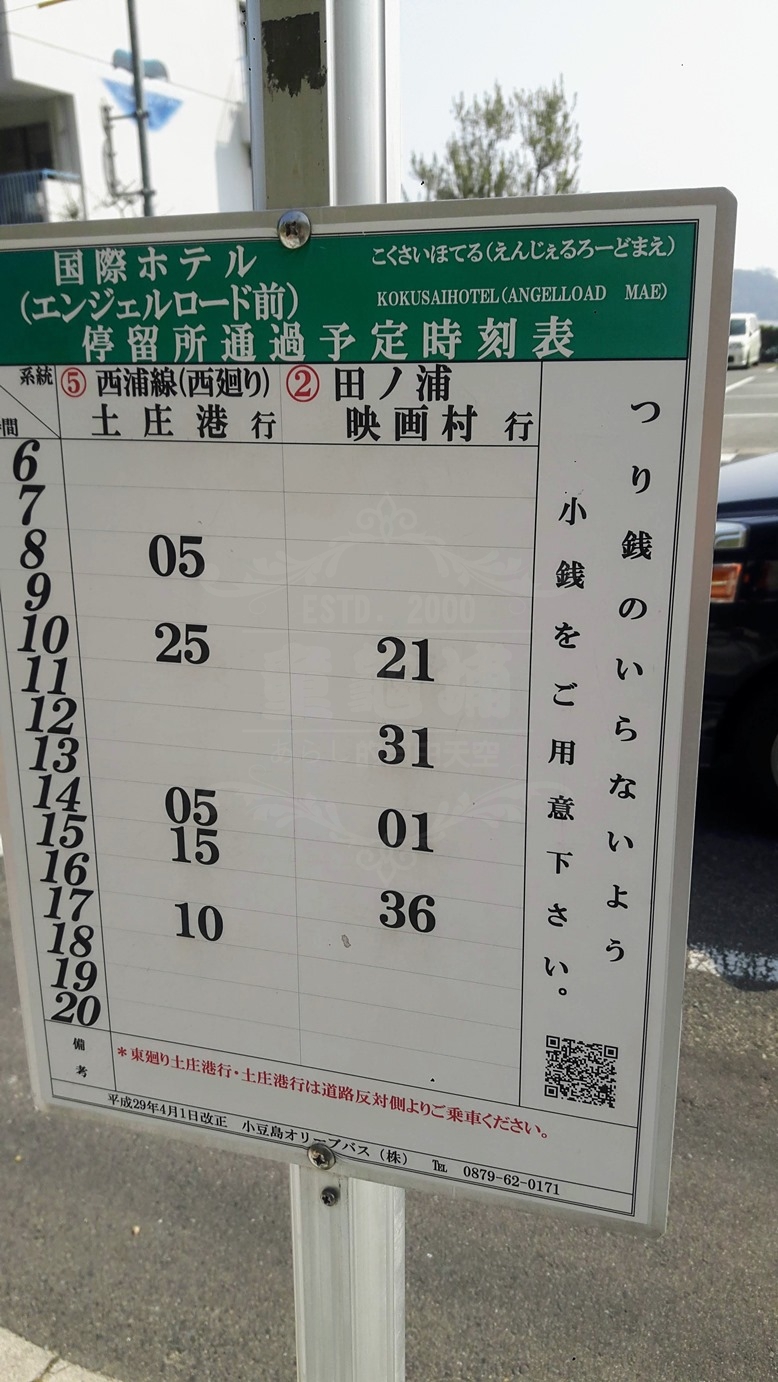 国際ホテル
(エンジェルロード前)
こくさいほてる(えんじぇるろーどまえ)
KOKUSAIHOTEL(ANGELLOAD MAE)
停留所通過予定時刻表
系統 ⑤ 西浦線(西廻り) ② 田ノ浦
間 土庄港 行 映画村 行
6
7
8 05
9
10 25 21
11
12 31
13
14 05 01
15 15
16 36
17 10
18
19
20
つり銭のいらないよう
小銭をご用意下さい。
備考
*東廻り土庄港行・土庄港行は道路反対側よりご乗車ください。
平成29年4月1日改正 小豆島オリーブバス(株) ℡ 0879-62-0171
ESTD. 2000